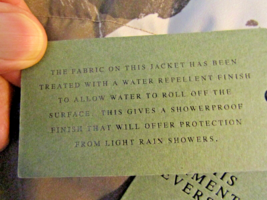 THE FABRIC ON THIS JACKET HAS BEEN
TREATED WITH A WATER REPELLENT FINISH
TO ALLOW WATER TO ROLL OFF THE
SURFACE. THIS GIVES A SHOWERPROOF
FINISH THAT WILL OFFER PROTECTION
FROM LIGHT RAIN SHOWERS.